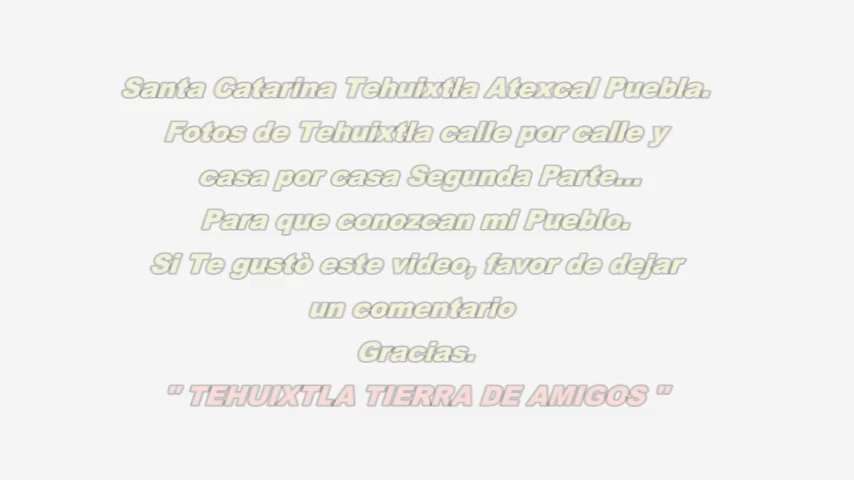 Santa Catarina Tehuixtla Atexcal Puebla.
Fotos de Tehuixtla calle por calle y
casa por casa Segunda Parte...
Para que conozcan mi Pueblo.
Si Te gustò este video, favor de dejar
un comentario
Gracias.
" TEHUIXTLA TIERRA DE AMIGOS "